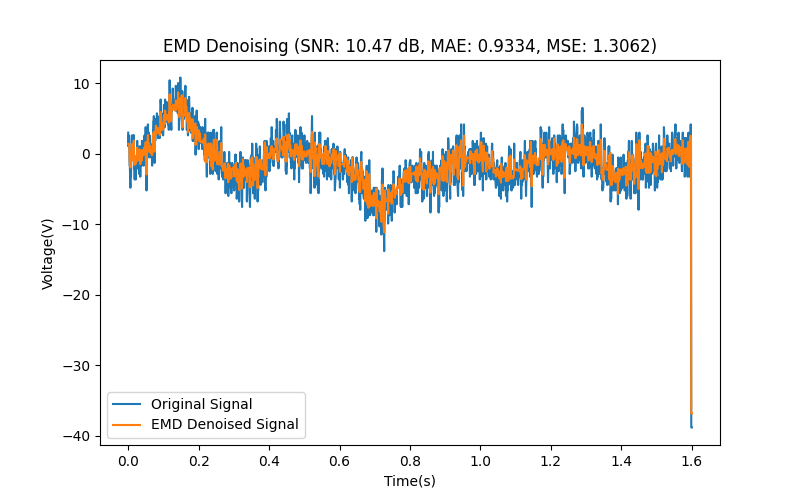 EMD Denoising (SNR: 10.47 dB, MAE: 0.9334, MSE: 1.3062)
10
0
−10
−20
−30
−40
Voltage(V)
Original Signal
EMD Denoised Signal
0.0 0.2 0.4 0.6 0.8 1.0 1.2 1.4 1.6
Time(s)